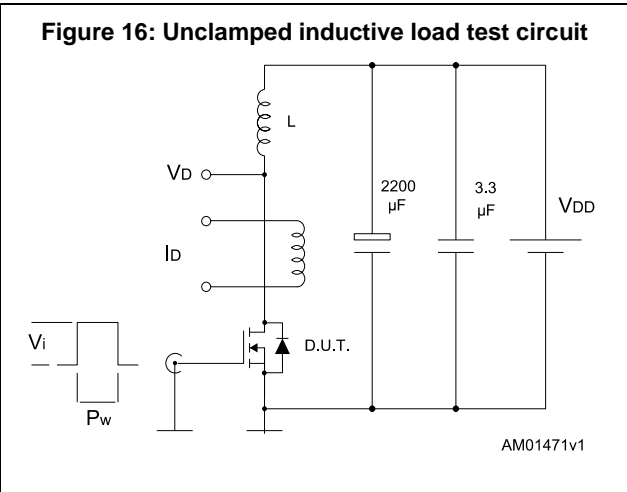 Figure 16: Unclamped inductive load test circuit
L
VD
2200
µF
3.3
µF
VDD
ID
Vi
D.U.T.
Pw
AM01471v1